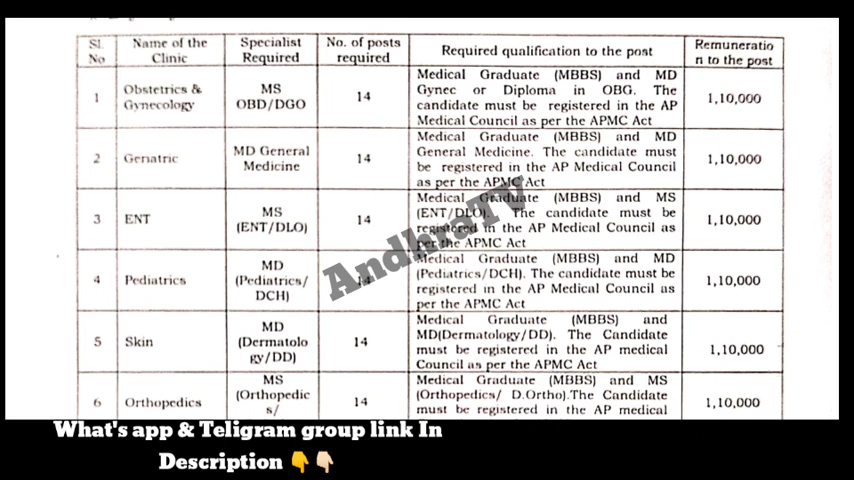 Sl. No
Name of the Clinic
Specialist Required
No. of posts required
Required qualification to the post
Remuneratio n to the post
1
Obstetrics & Gynecology
MS OBD/DGO
14
Medical Graduate (MBBS) and MD
Gynec or Diploma in OBG. The
candidate must be registered in the AP
Medical Council as per the APMC Act
1,10,000
2
Geriatric
MD General Medicine
14
Medical Graduate (MBBS) and MD
General Medicine. The candidate must
be registered in the AP Medical Council
as per the APMC Act
1,10,000
3
ENT
MS (ENT/DLO)
14
Medical Graduate (MBBS) and MS
(ENT/DLO). The candidate must be
registered in the AP Medical Council as
per the APMC Act
1,10,000
4
Pediatrics
MD (Pediatrics/ DCH)
14
Medical Graduate (MBBS) and MD
(Pediatrics/DCH). The candidate must be
registered in the AP Medical Council as
per the APMC Act
1,10,000
5
Skin
MD (Dermatolo gy/DD)
14
Medical Graduate (MBBS) and
MD(Dermatology/DD). The Candidate
must be registered in the AP medical
Council as per the APMC Act
1,10,000
6
Orthopedics
MS (Orthopedic s/
14
Medical Graduate (MBBS) and MS
(Orthopedics/ D.Ortho).The Candidate
must be registered in the AP medical
1,10,000
AndhraTV
What's app & Teligram group link In
Description 👇👇🏻